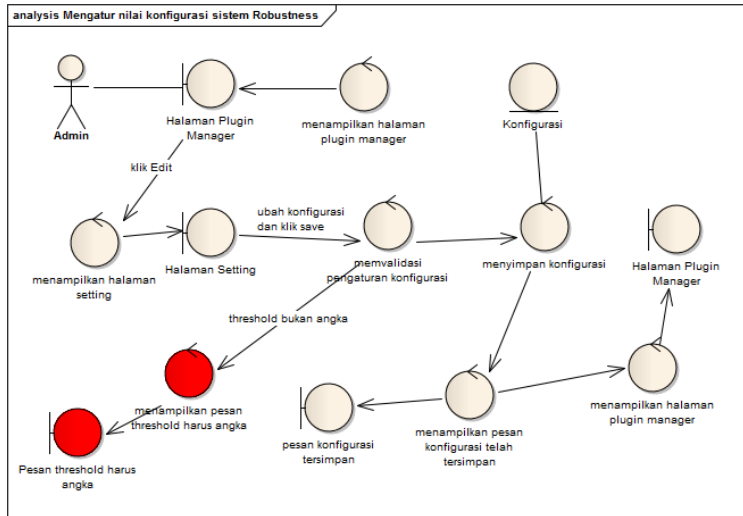 analysis Mengatur nilai konfigurasi sistem Robustness
Admin
Halaman Plugin
Manager
menampilkan halaman
plugin manager
Konfigurasi
klik Edit
ubah konfigurasi
dan klik save
menampilkan halaman
setting
Halaman Setting
memvalidasi
pengaturan konfigurasi
menyimpan konfigurasi
Halaman Plugin
Manager
threshold bukan angka
menampilkan pesan
threshold harus angka
Pesan threshold harus
angka
pesan konfigurasi
tersimpan
menampilkan pesan
konfigurasi telah
tersimpan
menampilkan halaman
plugin manager